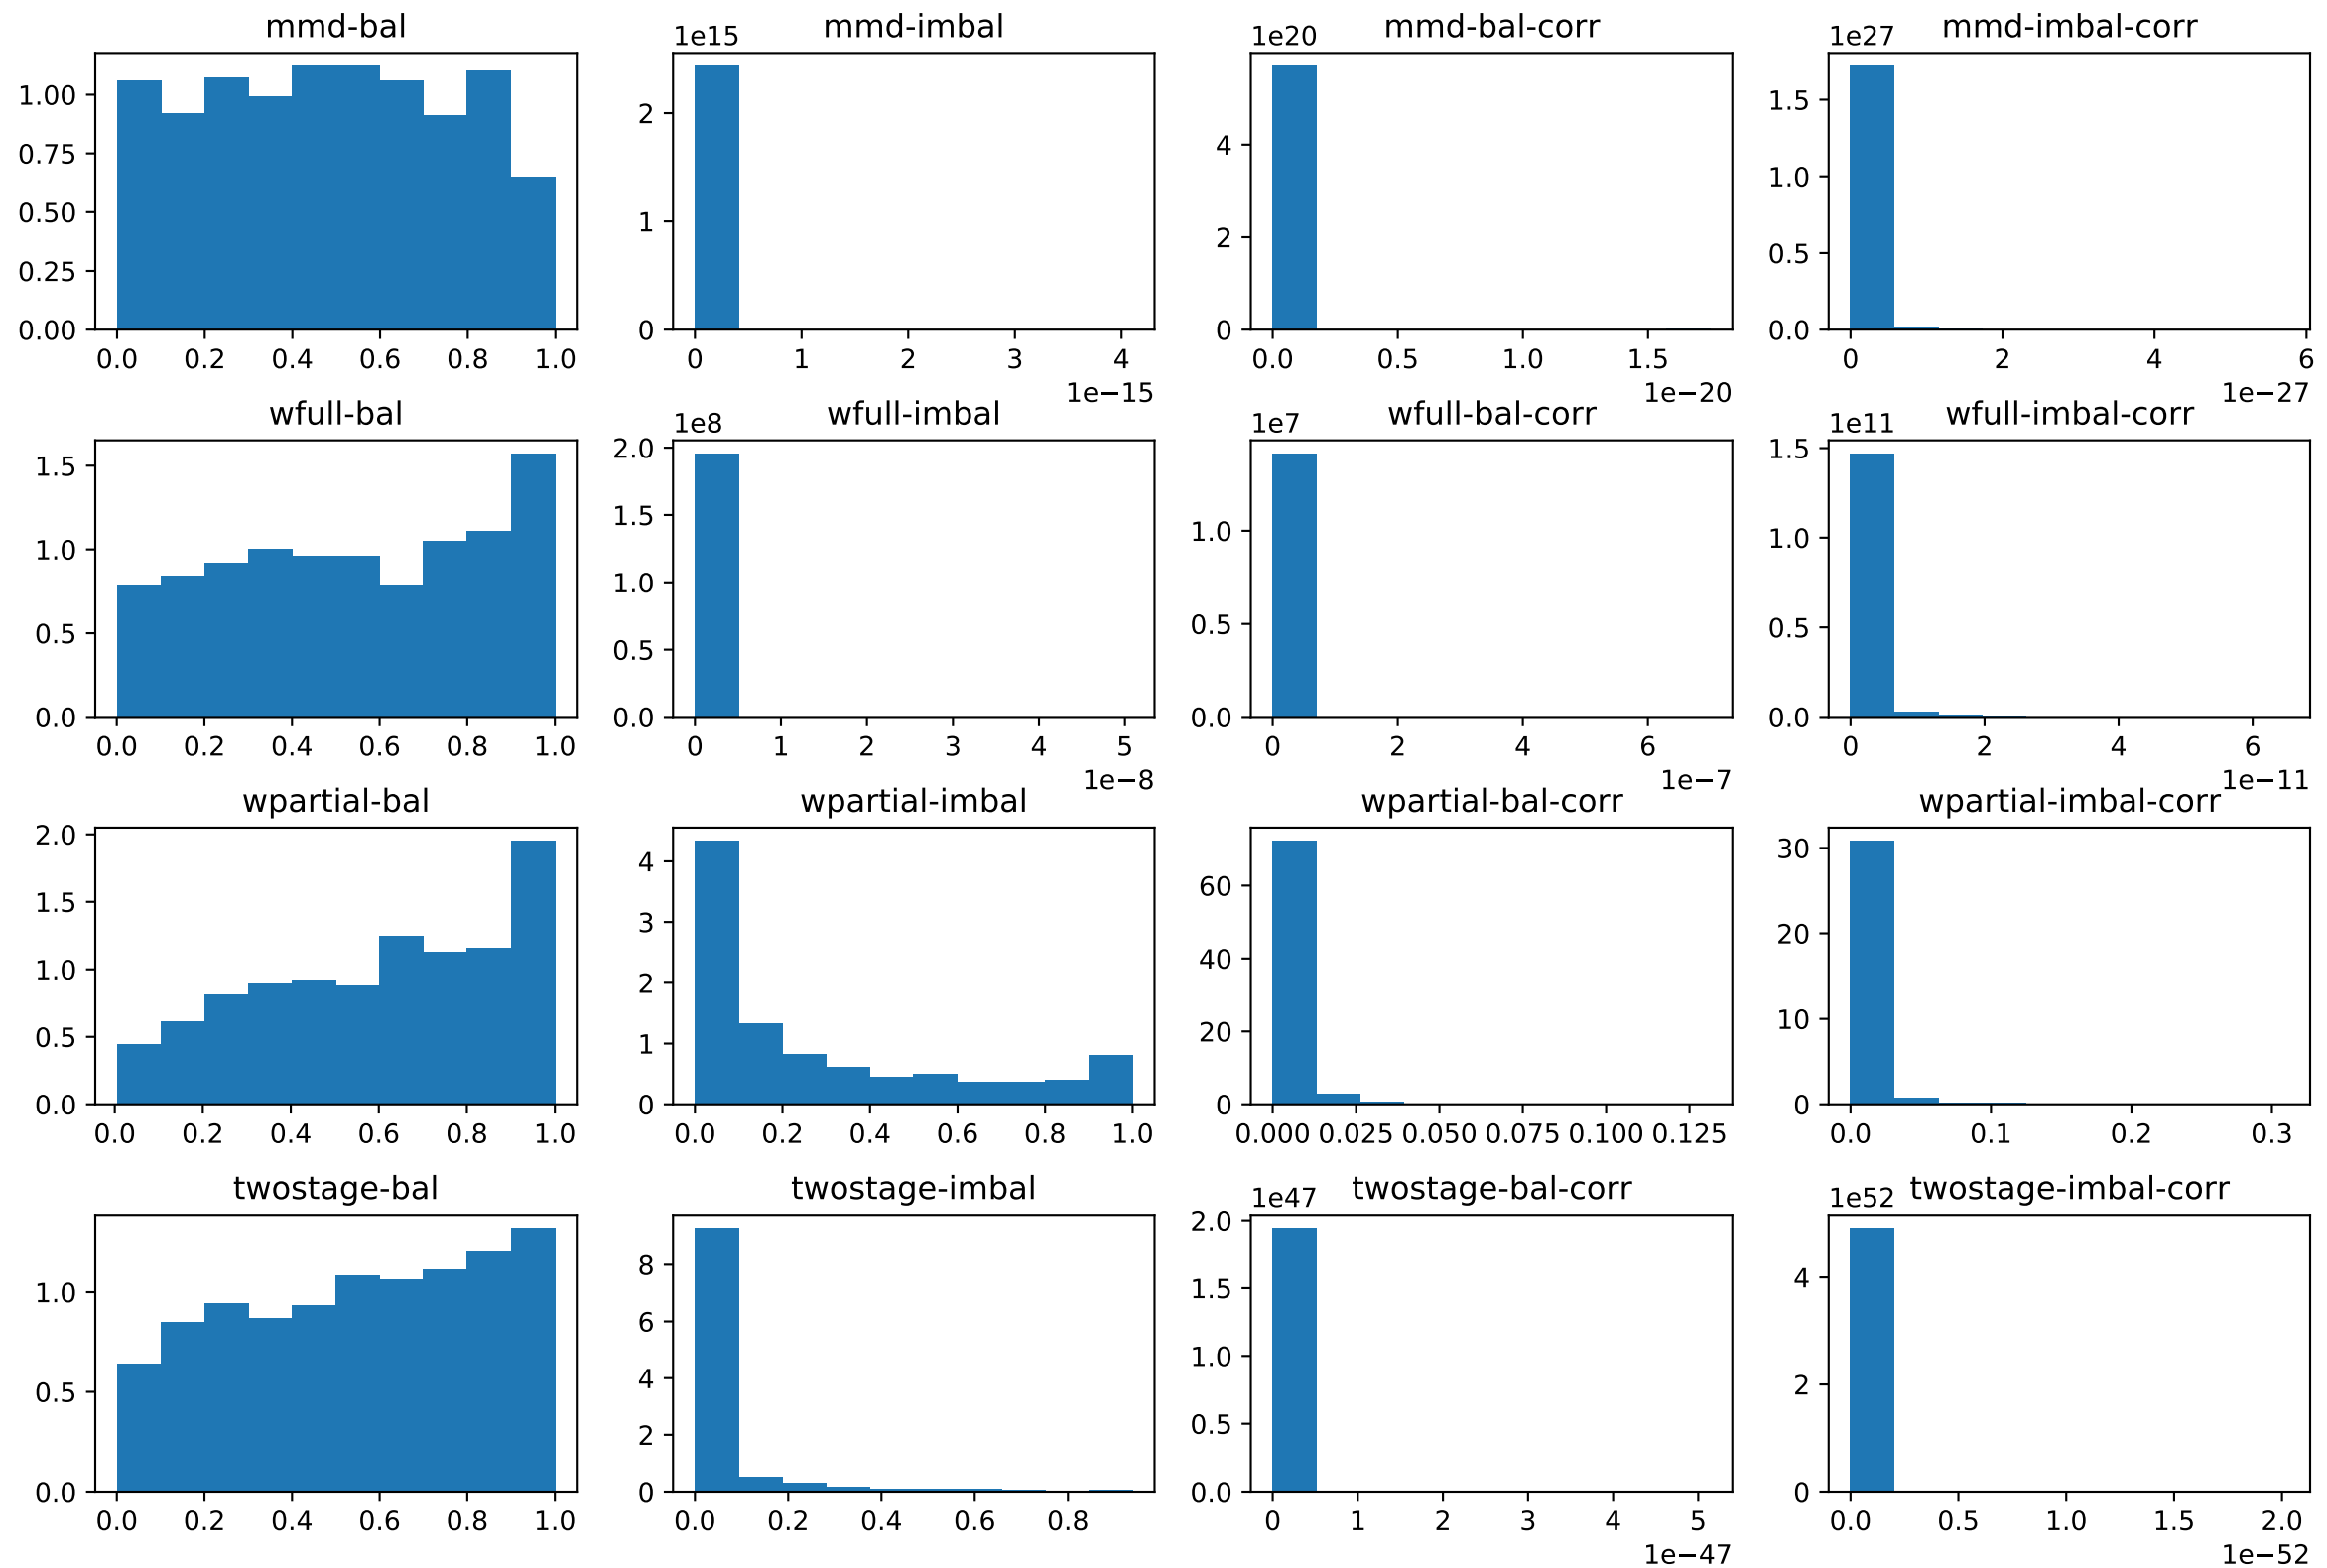 mmd-bal
1.00
0.75
0.50
0.25
0.00
0.0 0.2 0.4 0.6 0.8 1.0
mmd-imbal
1e15
2
1
0
0 1 2 3 4
1e−15
mmd-bal-corr
1e20
4
2
0
0.0 0.5 1.0 1.5
1e−20
mmd-imbal-corr
1e27
1.5
1.0
0.5
0.0
0 2 4 6
1e−27
wfull-bal
1.5
1.0
0.5
0.0
0.0 0.2 0.4 0.6 0.8 1.0
wfull-imbal
1e8
2.0
1.5
1.0
0.5
0.0
0 1 2 3 4 5
1e−8
wfull-bal-corr
1e7
1.0
0.5
0.0
0 2 4 6
1e−7
wfull-imbal-corr
1e11
1.5
1.0
0.5
0.0
0 2 4 6
1e−11
wpartial-bal
2.0
1.5
1.0
0.5
0.0
0.0 0.2 0.4 0.6 0.8 1.0
wpartial-imbal
4
3
2
1
0
0.0 0.2 0.4 0.6 0.8 1.0
wpartial-bal-corr
60
40
20
0
0.000 0.025 0.050 0.075 0.100 0.125
wpartial-imbal-corr
30
20
10
0
0.0 0.1 0.2 0.3
twostage-bal
1.0
0.5
0.0
0.0 0.2 0.4 0.6 0.8 1.0
twostage-imbal
8
6
4
2
0
0.0 0.2 0.4 0.6 0.8
twostage-bal-corr
1e47
2.0
1.5
1.0
0.5
0.0
0 1 2 3 4 5
1e−47
twostage-imbal-corr
1e52
4
2
0
0.0 0.5 1.0 1.5 2.0
1e−52